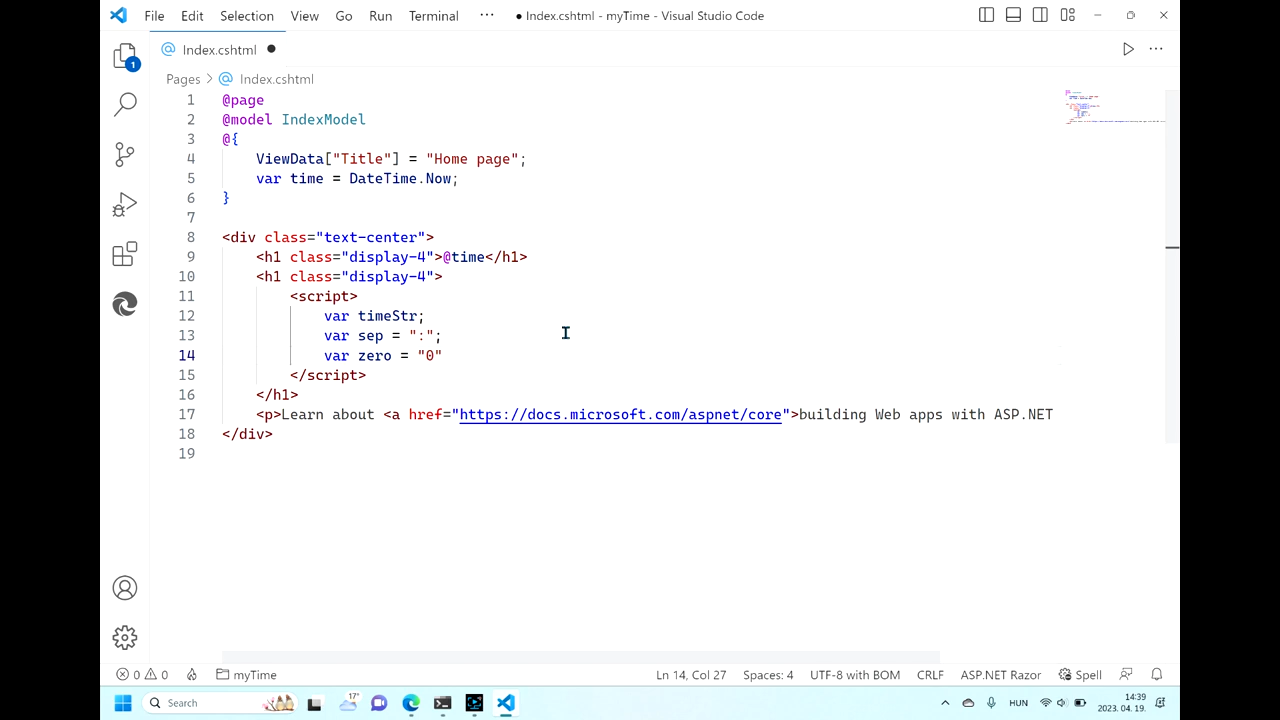 File Edit Selection View Go Run Terminal ··· ● Index.cshtml - myTime - Visual Studio Code
Index.cshtml ●
1
Pages > Index.cshtml
1 @page
2 @model IndexModel
3 @{
4 ViewData["Title"] = "Home page";
5 var time = DateTime.Now;
6 }
7
8 <div class="text-center">
9 <h1 class="display-4">@time</h1>
10 <h1 class="display-4">
11 <script>
12 var timeStr;
13 var sep = ":";
14 var zero = "0"
15 </script>
16 </h1>
17 <p>Learn about <a href="https://docs.microsoft.com/aspnet/core">building Web apps with ASP.NET
18 </div>
19
0 0 myTime Ln 14, Col 27 Spaces: 4 UTF-8 with BOM CRLF ASP.NET Razor Spell
Search 17° HUN 14:39
2023. 04. 19.